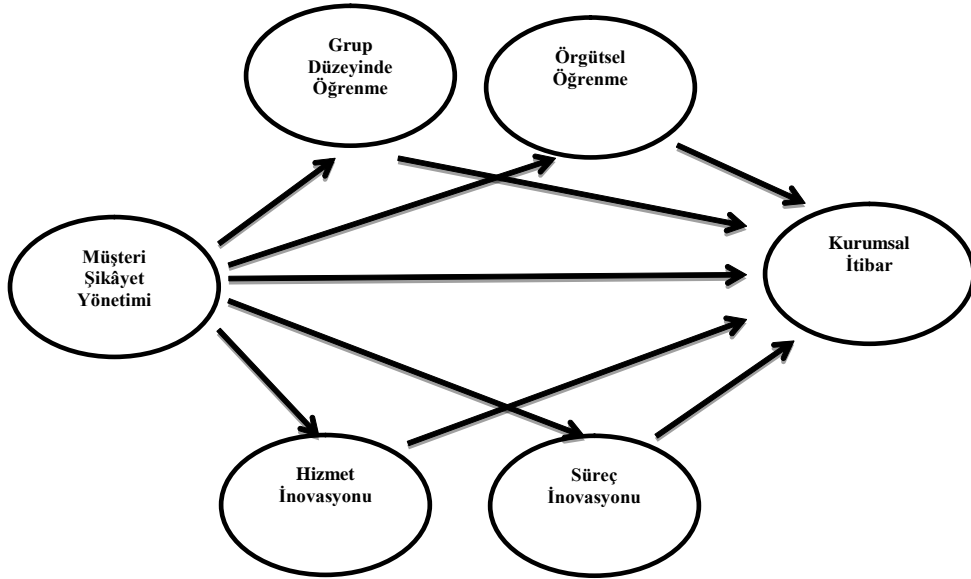 Grup
Düzeyinde
Öğrenme
Örgütsel
Öğrenme
Müşteri
Şikâyet
Yönetimi
Kurumsal
İtibar
Hizmet
İnovasyonu
Süreç
İnovasyonu